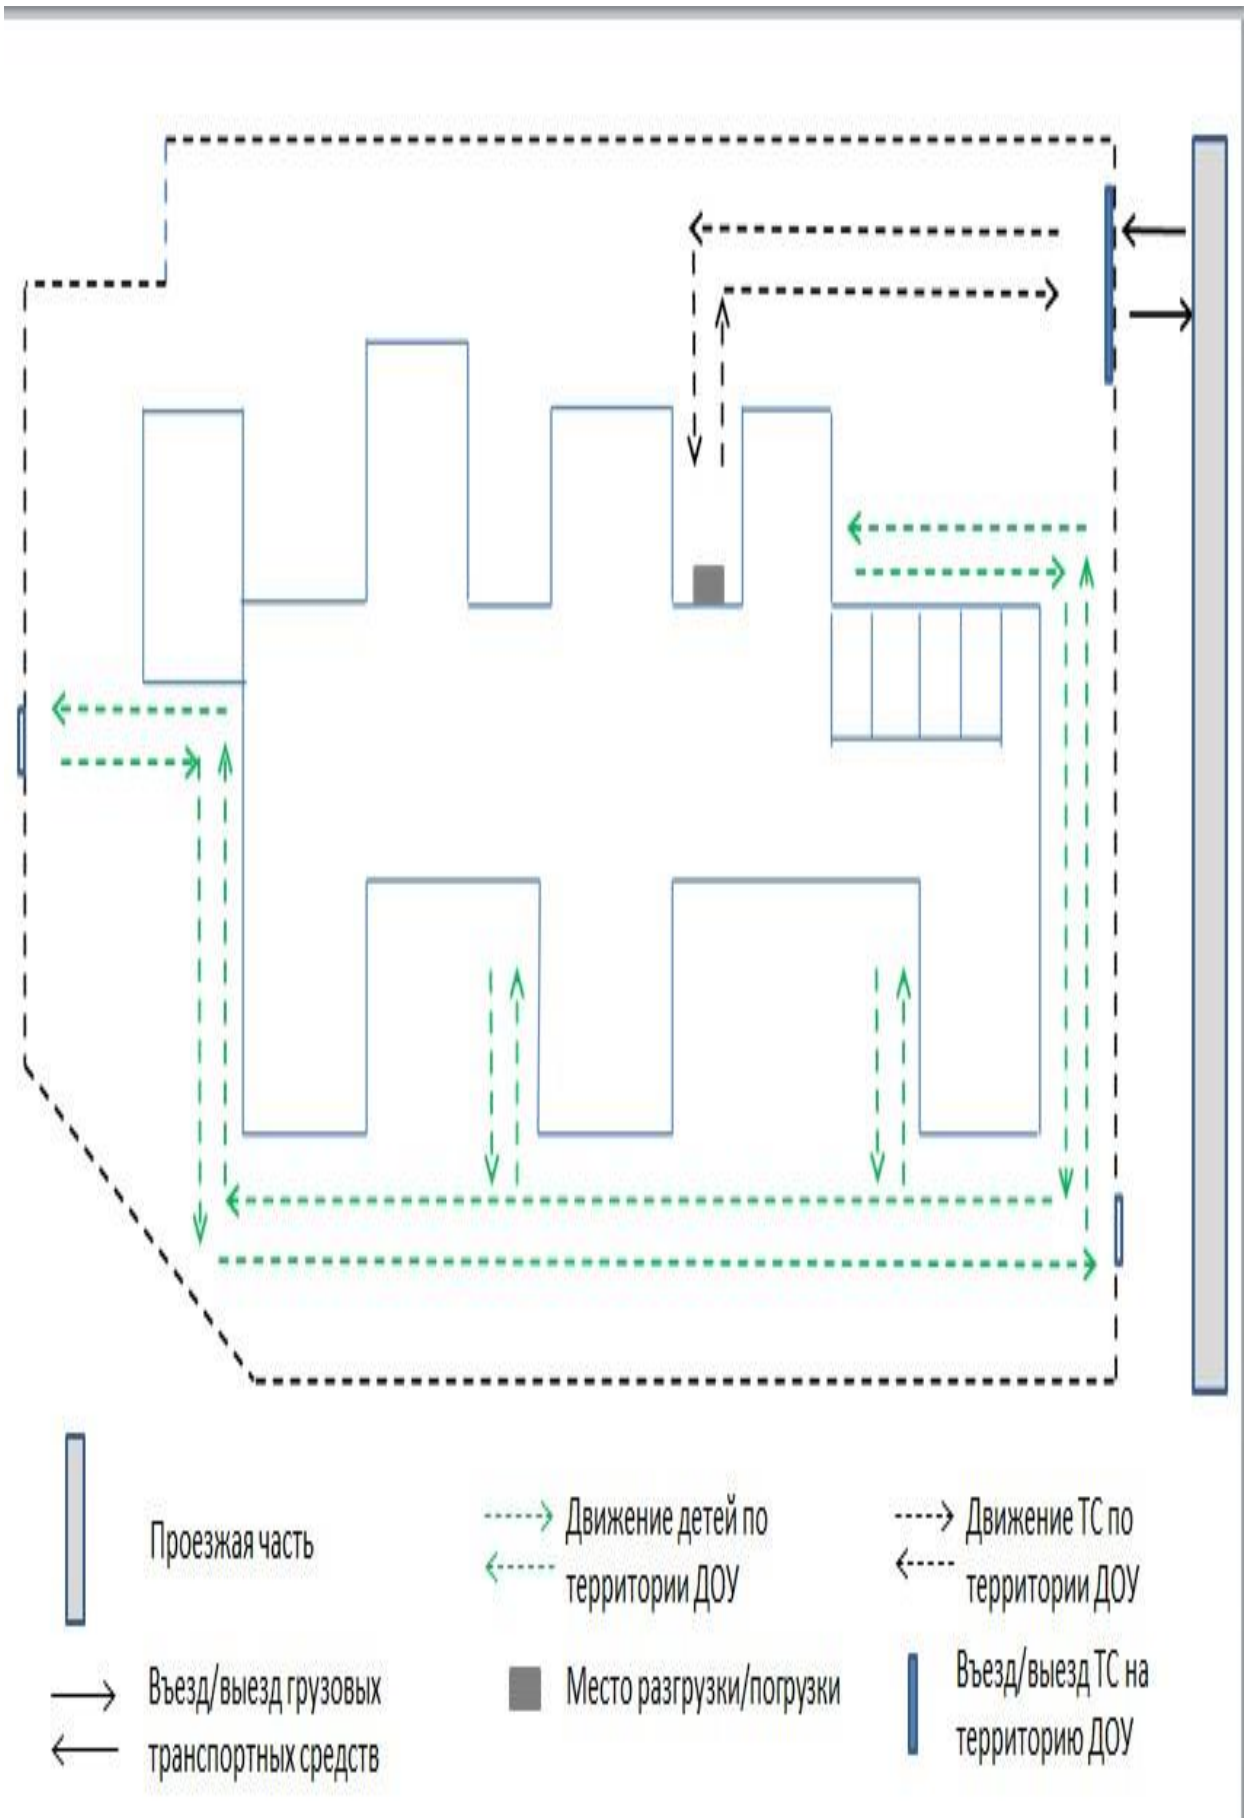 Проезжая часть
Движение детей по
территории ДОУ
Движение ТС по
территории ДОУ
Въезд/выезд грузовых
транспортных средств
Место разгрузки/погрузки
Въезд/выезд ТС на
территорию ДОУ